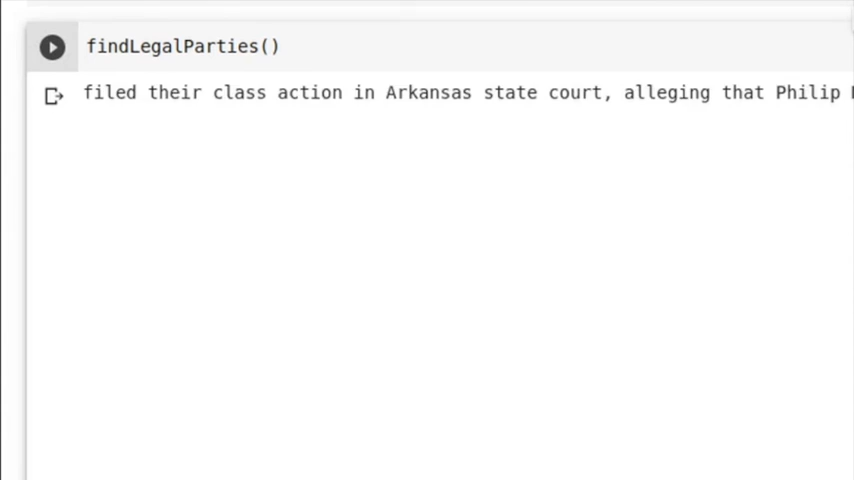 findLegalParties()
filed their class action in Arkansas state court, alleging that Philip